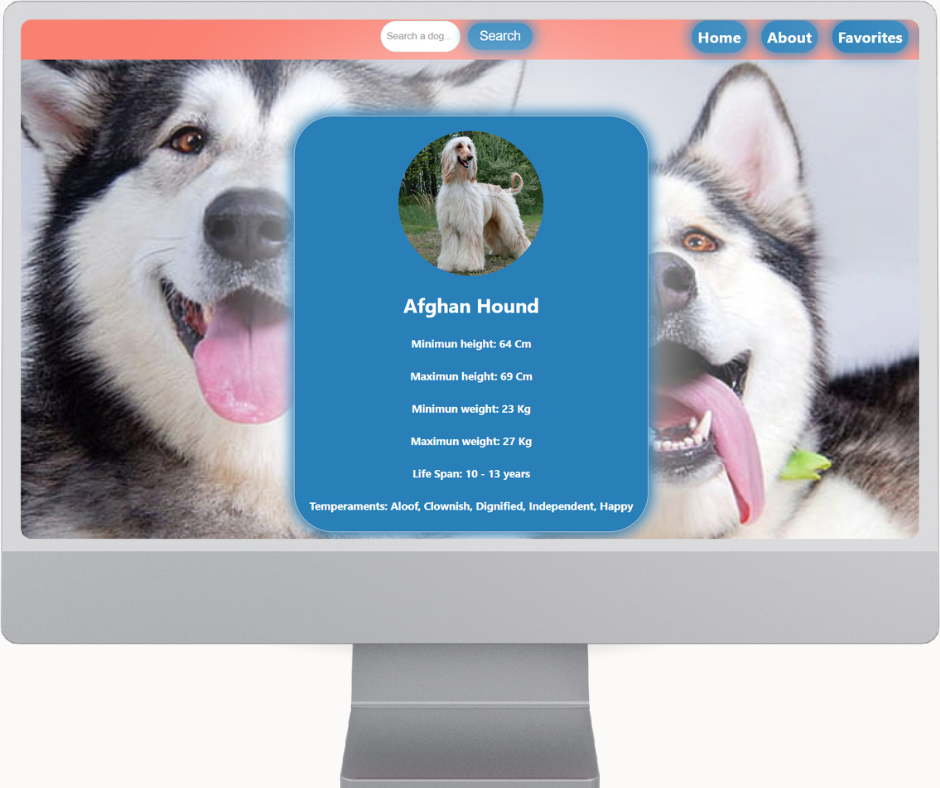 Search a dog...
Search
Home
About
Favorites
Afghan Hound
Minimun height: 64 Cm
Maximun height: 69 Cm
Minimun weight: 23 Kg
Maximun weight: 27 Kg
Life Span: 10 - 13 years
Temperaments: Aloof, Clownish, Dignified, Independent, Happy